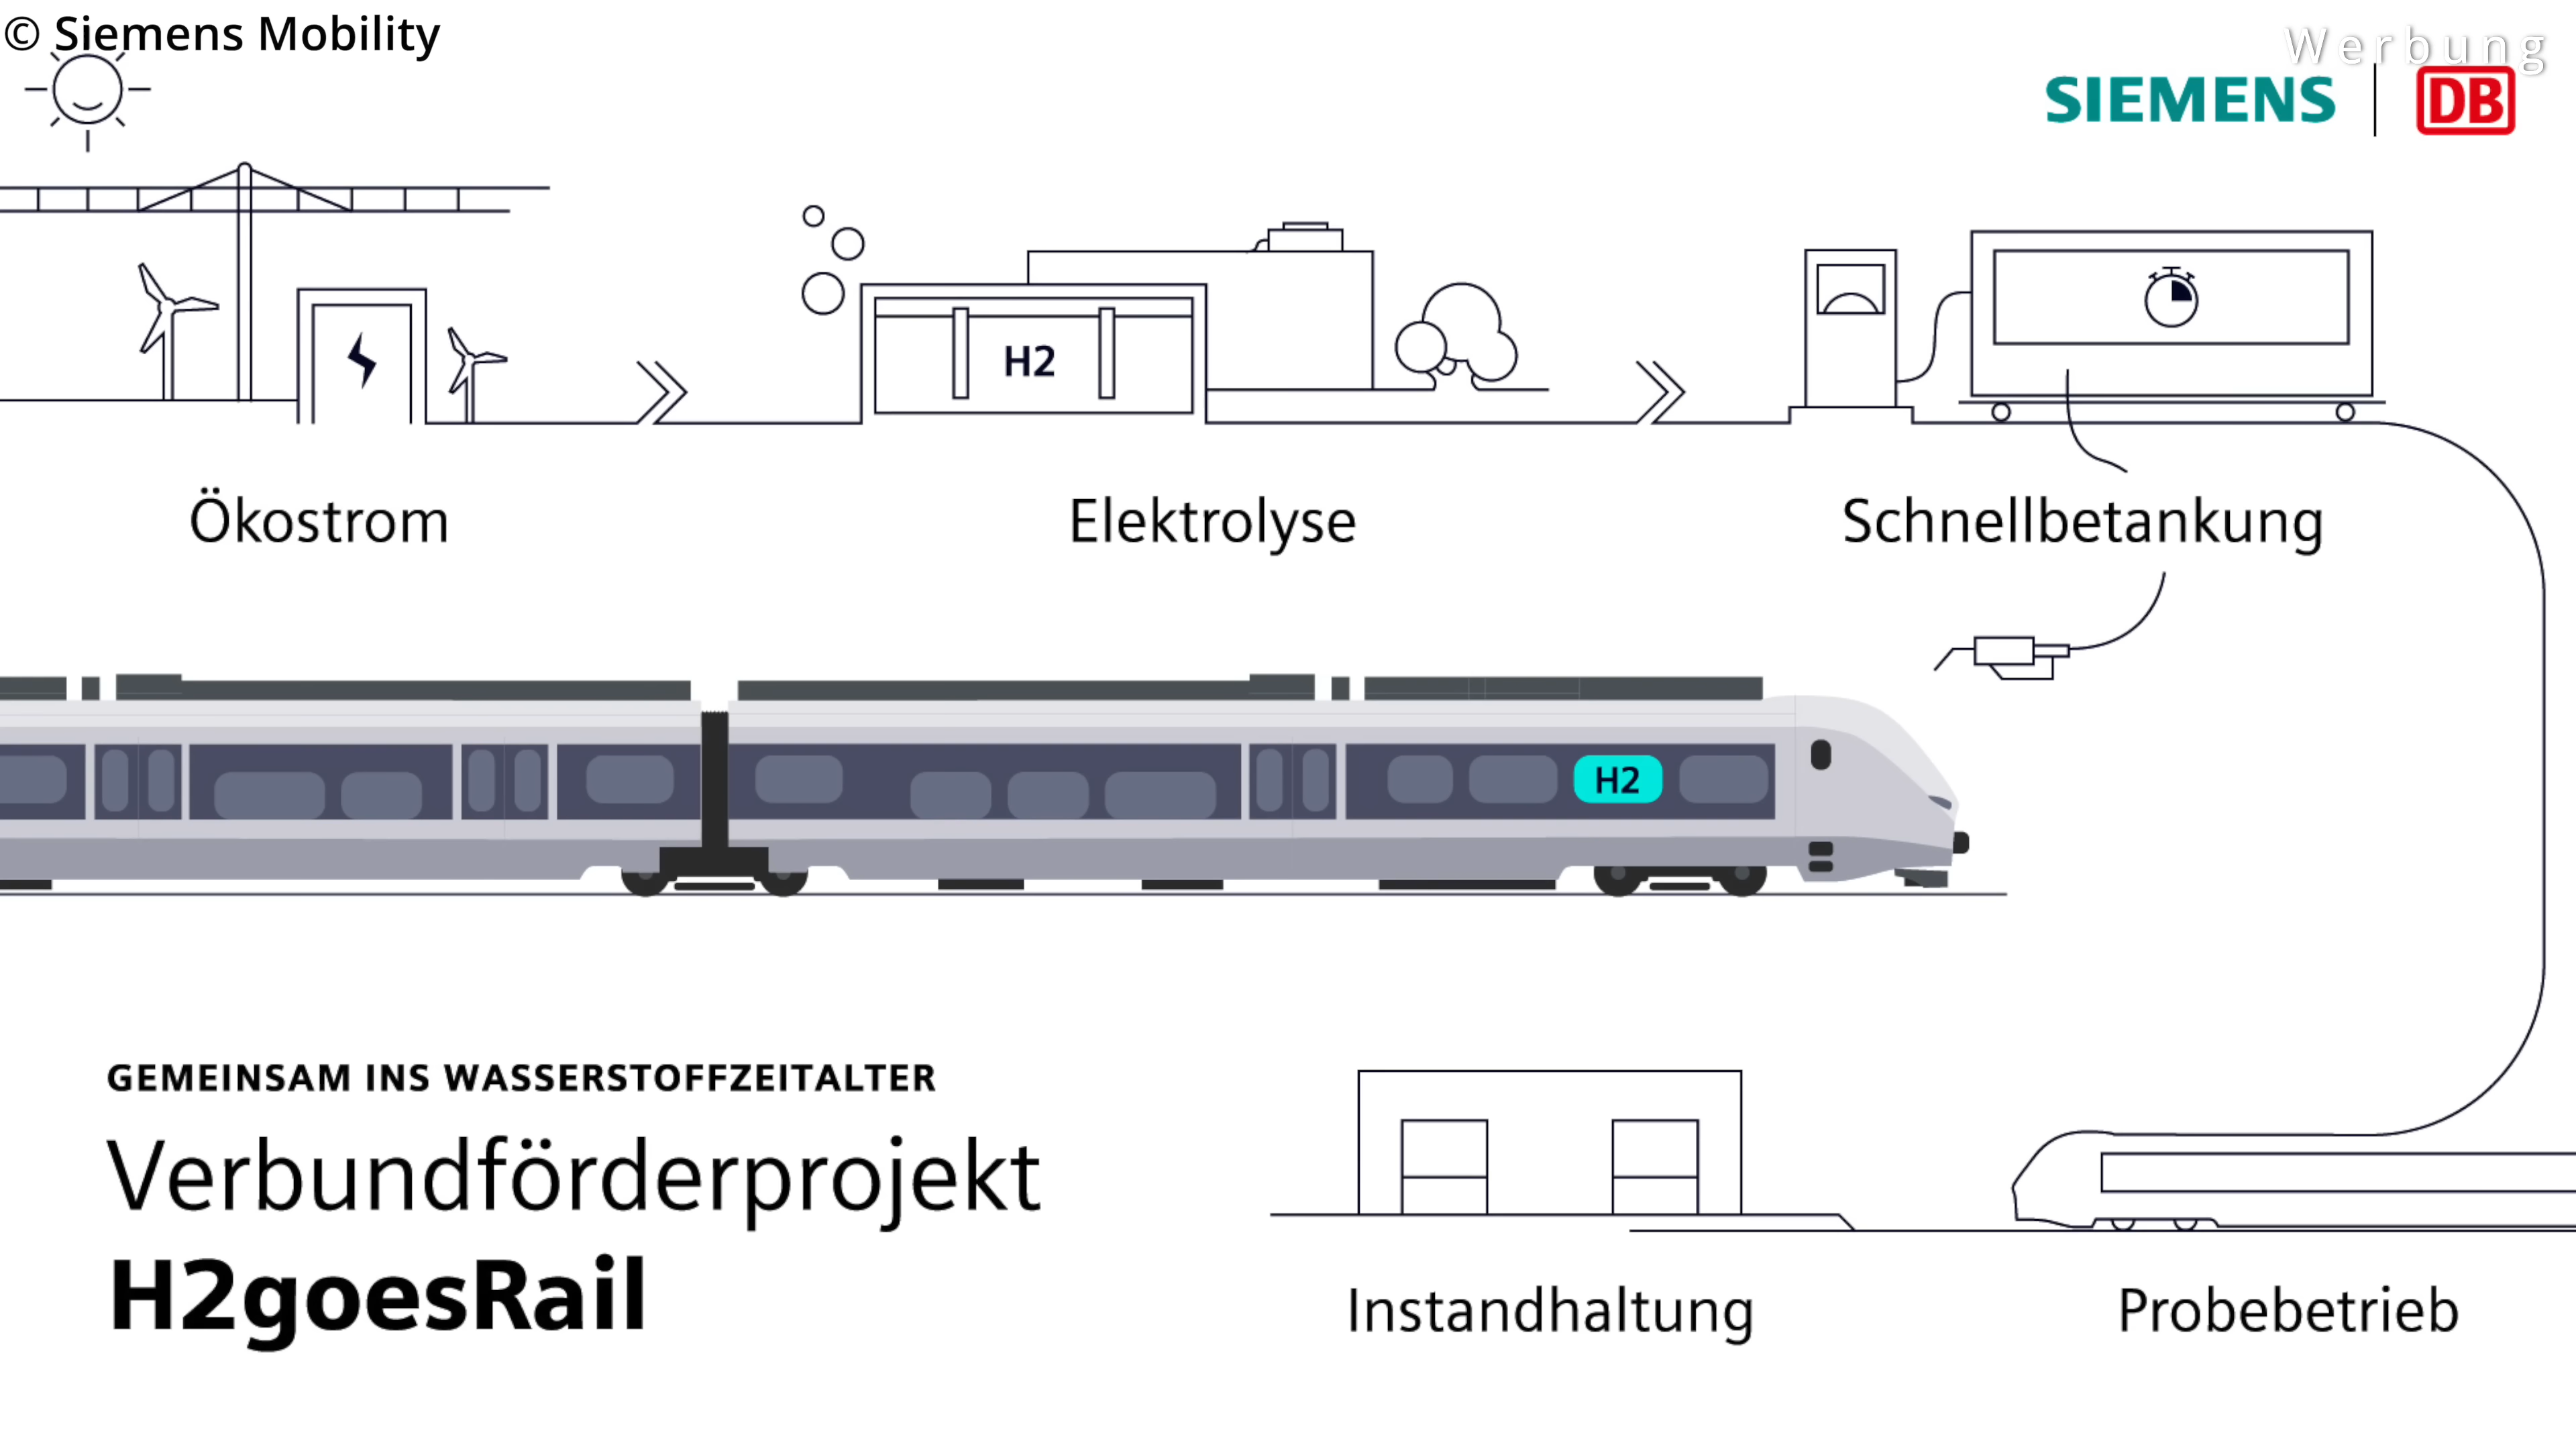 © Siemens Mobility
Werbung
SIEMENS | DB
H2
Ökostrom
Elektrolyse
Schnellbetankung
H2
GEMEINSAM INS WASSERSTOFFZEITALTER
Verbundförderprojekt
H2goesRail
Instandhaltung
Probebetrieb